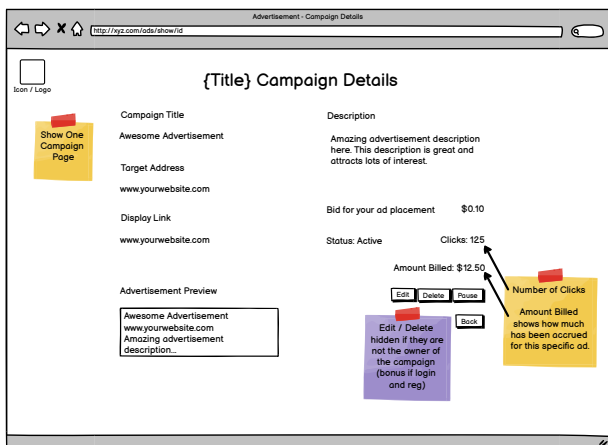 Advertisement - Campaign Details
http://xyz.com/ads/show/id
Icon / Logo
{Title} Campaign Details
Show One
Campaign
Page
Campaign Title
Awesome Advertisement
Target Address
www.yourwebsite.com
Display Link
www.yourwebsite.com
Description
Amazing advertisement description
here. This description is great and
attracts lots of interest.
Bid for your ad placement $0.10
Status: Active Clicks: 125
Amount Billed: $12.50
Edit Delete Pause
Back
Advertisement Preview
Awesome Advertisement
www.yourwebsite.com
Amazing advertisement
description...
Edit / Delete
hidden if they are
not the owner of
the campaign
(bonus if login
and reg)
Number of Clicks
Amount Billed
shows how much
has been accrued
for this specific ad.